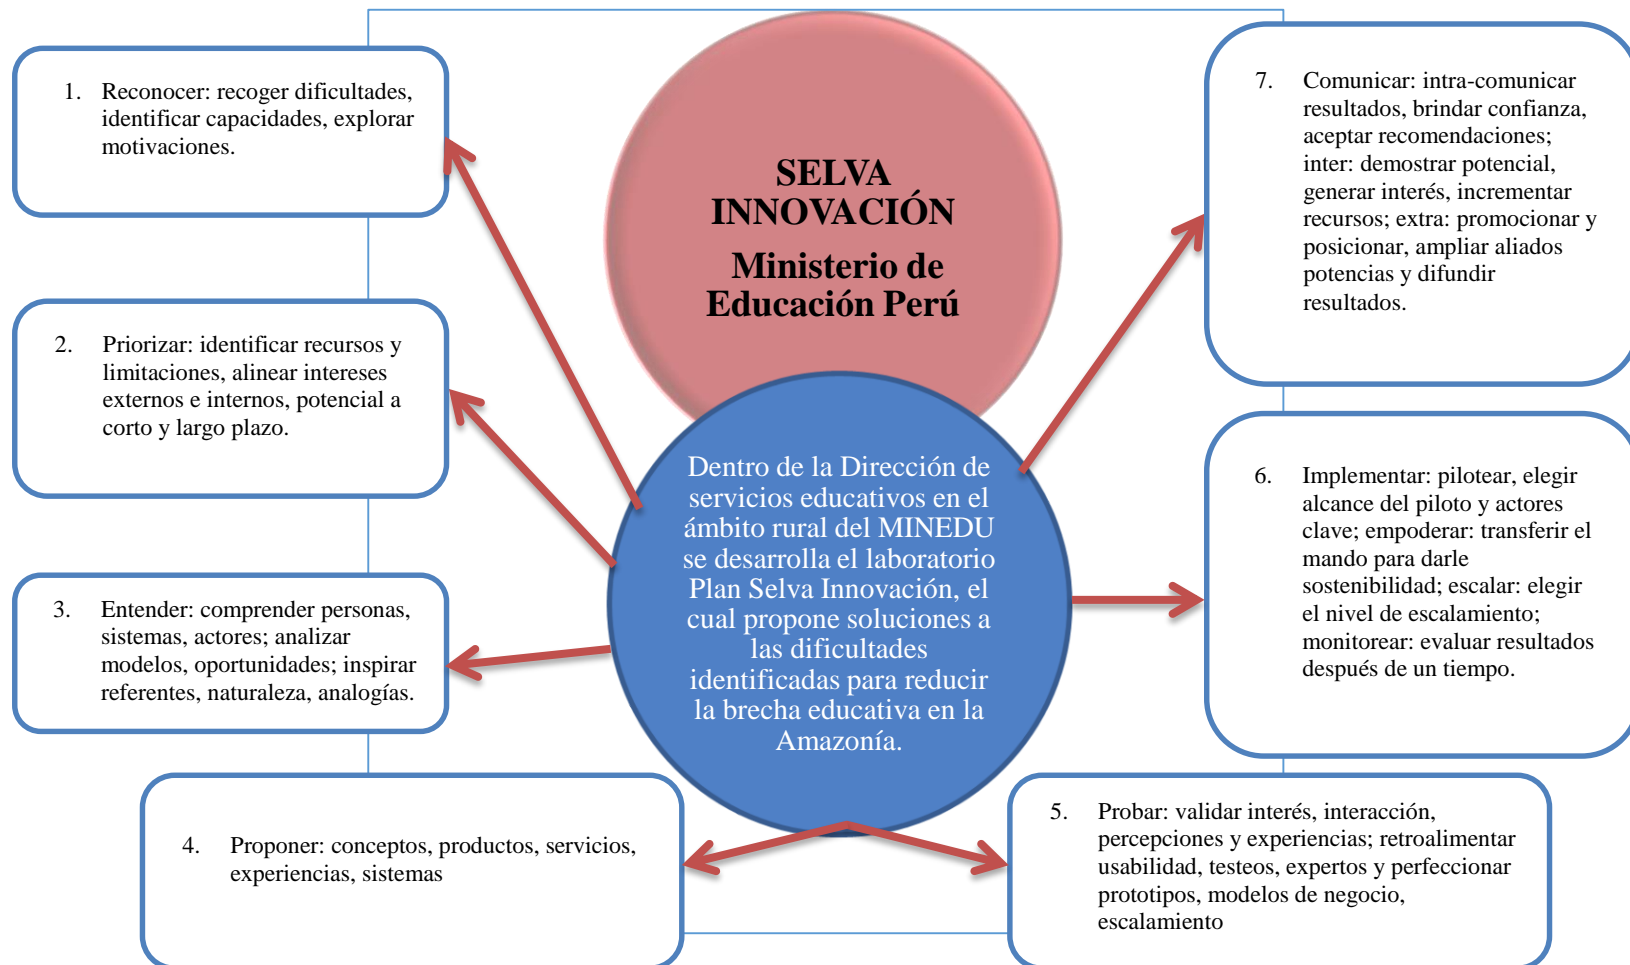 SELVA
INNOVACIÓN
Ministerio de
Educación Perú
Dentro de la Dirección de
servicios educativos en el
ámbito rural del MINEDU
se desarrolla el laboratorio
Plan Selva Innovación, el
cual propone soluciones a
las dificultades
identificadas para reducir
la brecha educativa en la
Amazonía.
1. Reconocer: recoger dificultades,
identificar capacidades, explorar
motivaciones.
2. Priorizar: identificar recursos y
limitaciones, alinear intereses
externos e internos, potencial a
corto y largo plazo.
3. Entender: comprender personas,
sistemas, actores; analizar
modelos, oportunidades; inspirar
referentes, naturaleza, analogías.
4. Proponer: conceptos, productos, servicios,
experiencias, sistemas
5. Probar: validar interés, interacción,
percepciones y experiencias; retroalimentar
usabilidad, testeos, expertos y perfeccionar
prototipos, modelos de negocio,
escalamiento
6. Implementar: pilotear, elegir
alcance del piloto y actores
clave; empoderar: transferir el
mando para darle
sostenibilidad; escalar: elegir
el nivel de escalamiento;
monitorear: evaluar resultados
después de un tiempo.
7. Comunicar: intra-comunicar
resultados, brindar confianza,
aceptar recomendaciones;
inter: demostrar potencial,
generar interés, incrementar
recursos; extra: promocionar y
posicionar, ampliar aliados
potencias y difundir
resultados.